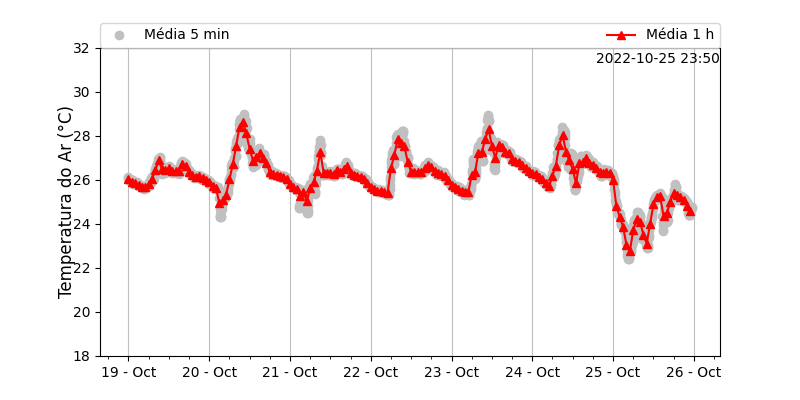 Média 5 min
Média 1 h
2022-10-25 23:50
Temperatura do Ar (°C)
32
30
28
26
24
22
20
18
19 - Oct
20 - Oct
21 - Oct
22 - Oct
23 - Oct
24 - Oct
25 - Oct
26 - Oct